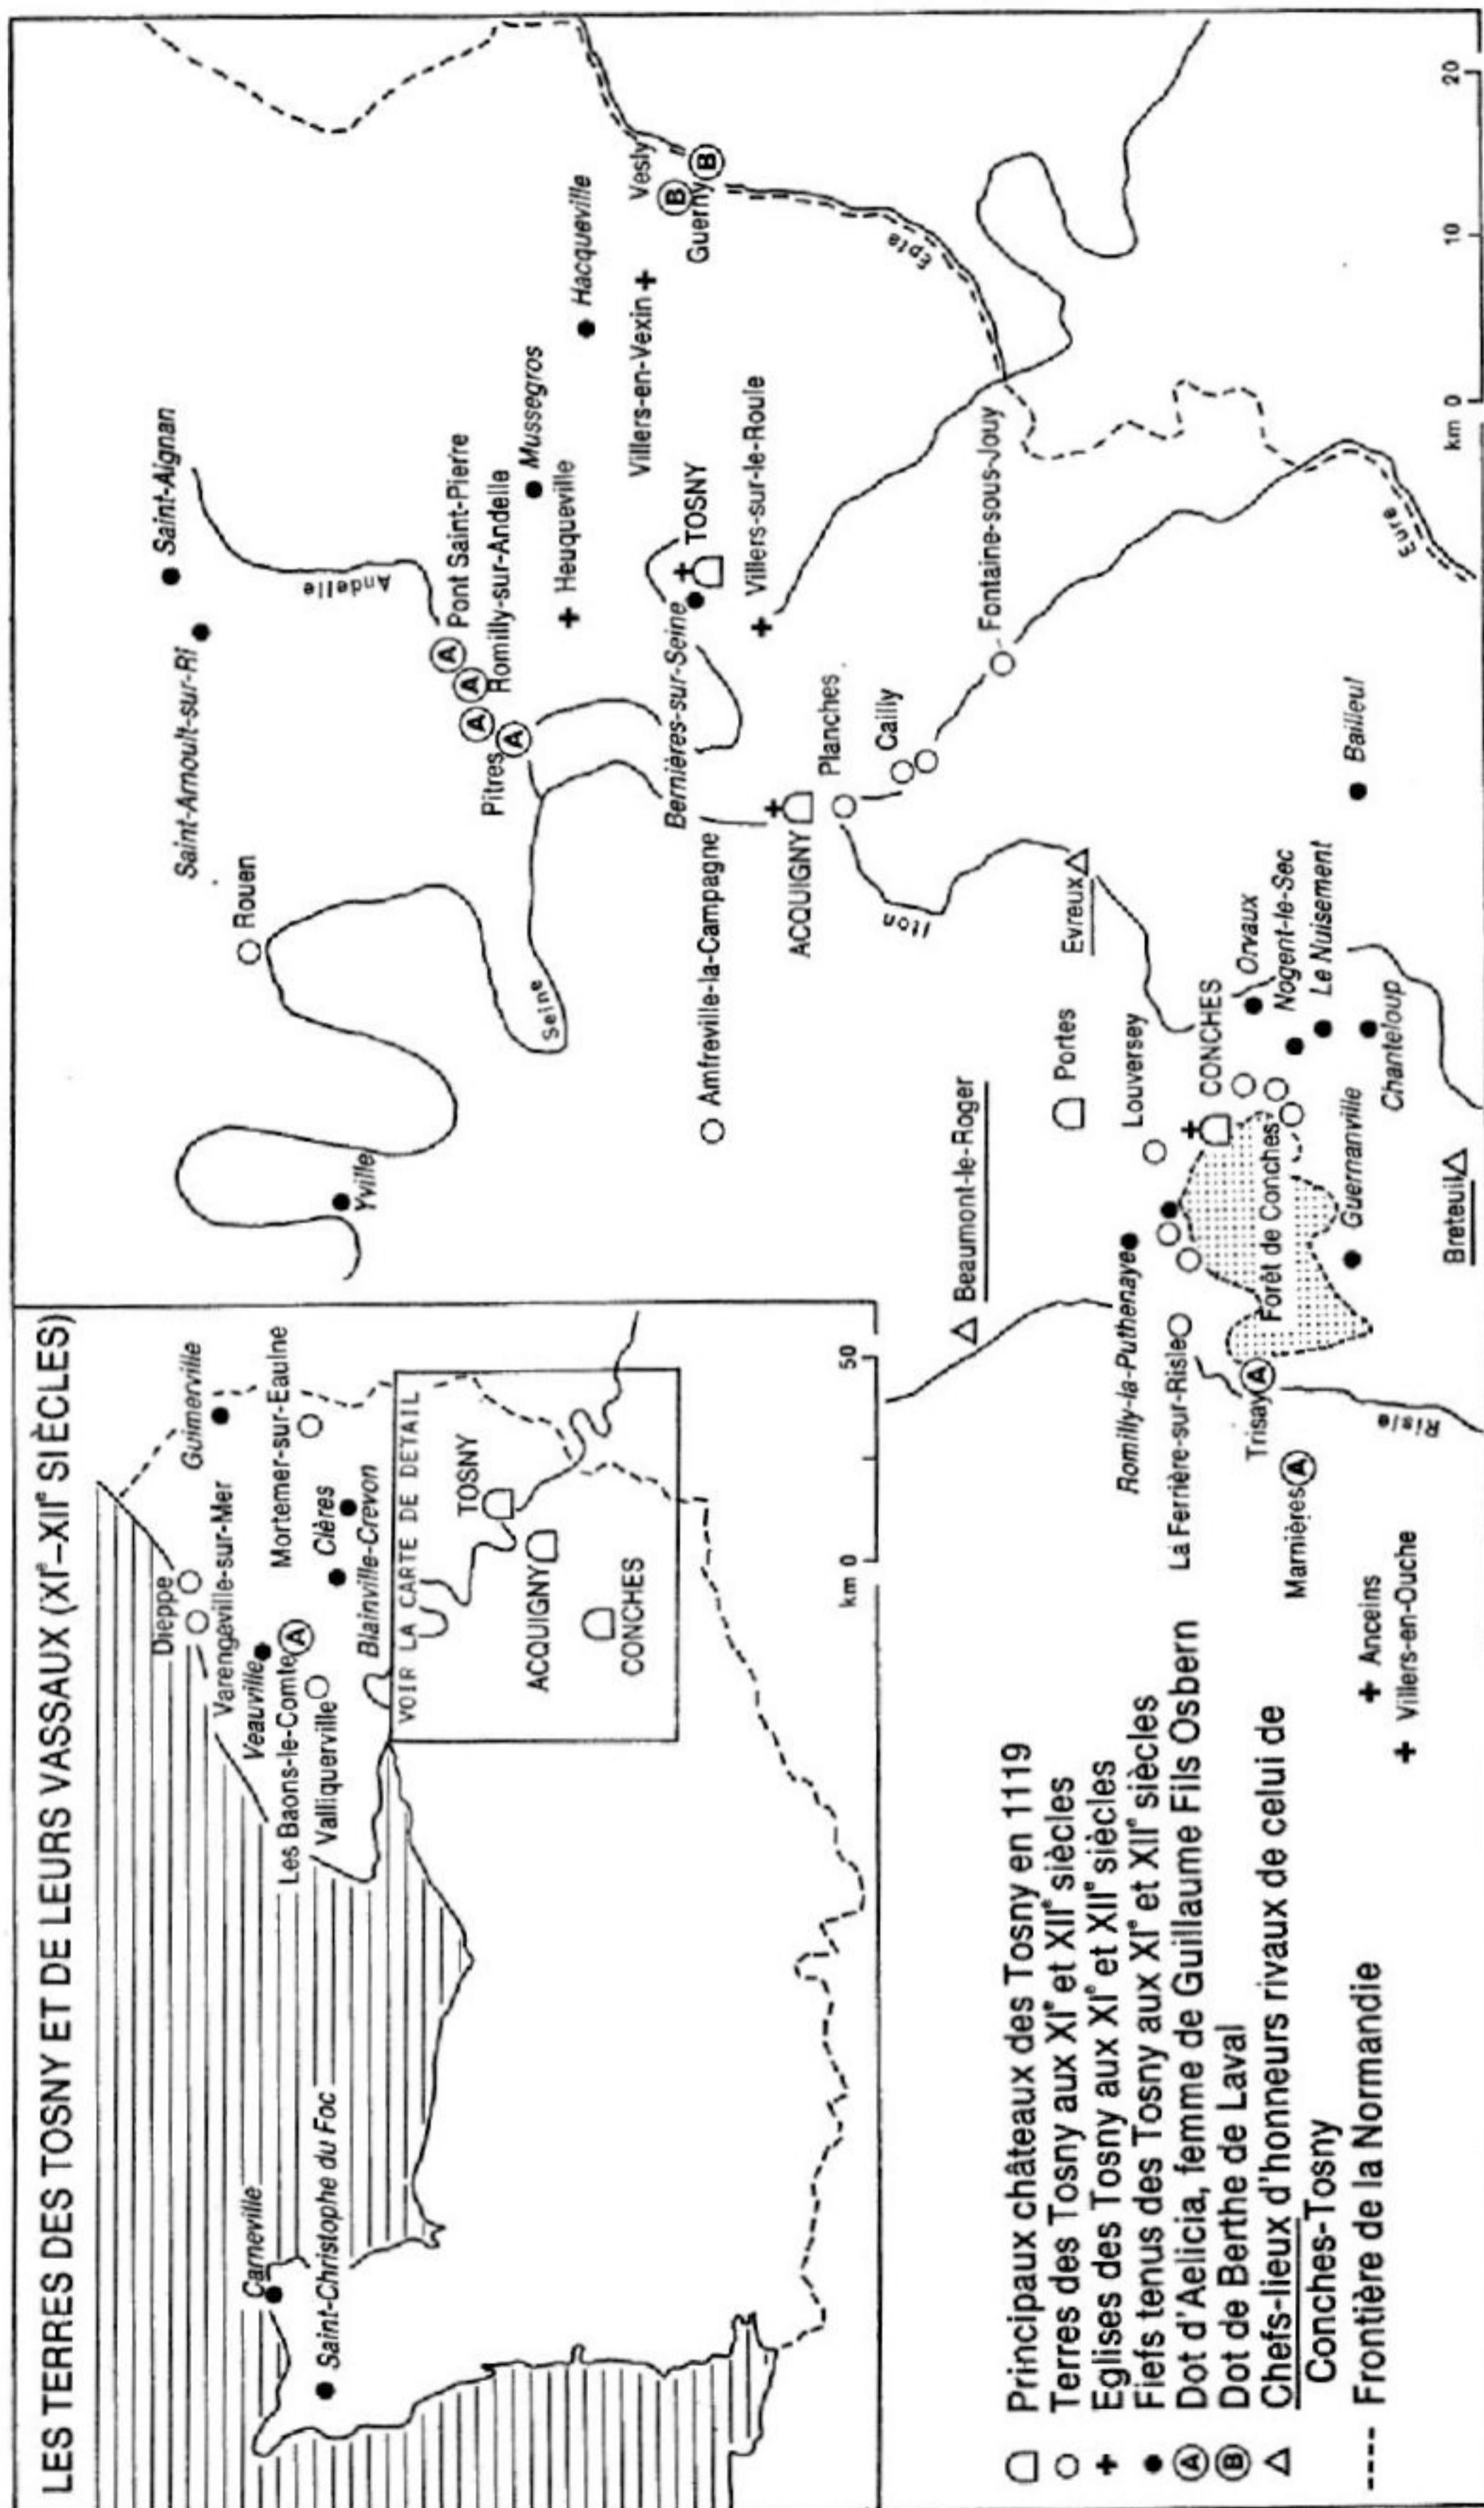 LES TERRES DES TOSNY ET DE LEURS VASSAUX (XIe–XIIe SIÈCLES)
Carneville
Saint-Christophe du Foc
Dieppe
Varengeville-sur-Mer
Veauville
Les Baons-le-Comte
A
Valliquerville
Guimerville
Mortemer-sur-Eaulne
Clères
Blainville-Crevon
VOIR LA CARTE DE DETAIL
TOSNY
ACQUIGNY
CONCHES
km 0
50
Principaux châteaux des Tosny en 1119
Terres des Tosny aux XIe et XIIe siècles
Eglises des Tosny aux XIe et XIIe siècles
Fiefs tenus des Tosny aux XIe et XIIe siècles
A Dot d'Aelicia, femme de Guillaume Fils Osbern
B Dot de Berthe de Laval
Chefs-lieux d'honneurs rivaux de celui de
Conches-Tosny
Frontière de la Normandie
Saint-Aignan
Saint-Arnoult-sur-Ri
Rouen
Yville
Seine
Andelle
Pont Saint-Pierre
A
Romilly-sur-Andelle
A
A
Pitres
A
Mussegros
Heuqueville
Hacqueville
Villiers-en-Vexin
Vesly
B
Guerny
B
Epte
Bernières-sur-Seine
TOSNY
Villers-sur-le-Roule
Amfreville-la-Campagne
ACQUIGNY
Planches
Cailly
Fontaine-sous-Jouy
Iton
Evreux
Eure
Portes
Beaumont-le-Roger
Louversey
CONCHES
Orvaux
Nogent-le-Sec
Le Nuisement
Bailleul
Chanteloup
Forêt de Conches
Guernanville
Breteuil
Romilly-la-Puthenaye
La Ferrière-sur-Risle
Trisay
A
Risle
Marnières
A
Anceins
Villers-en-Ouche
km 0
10
20